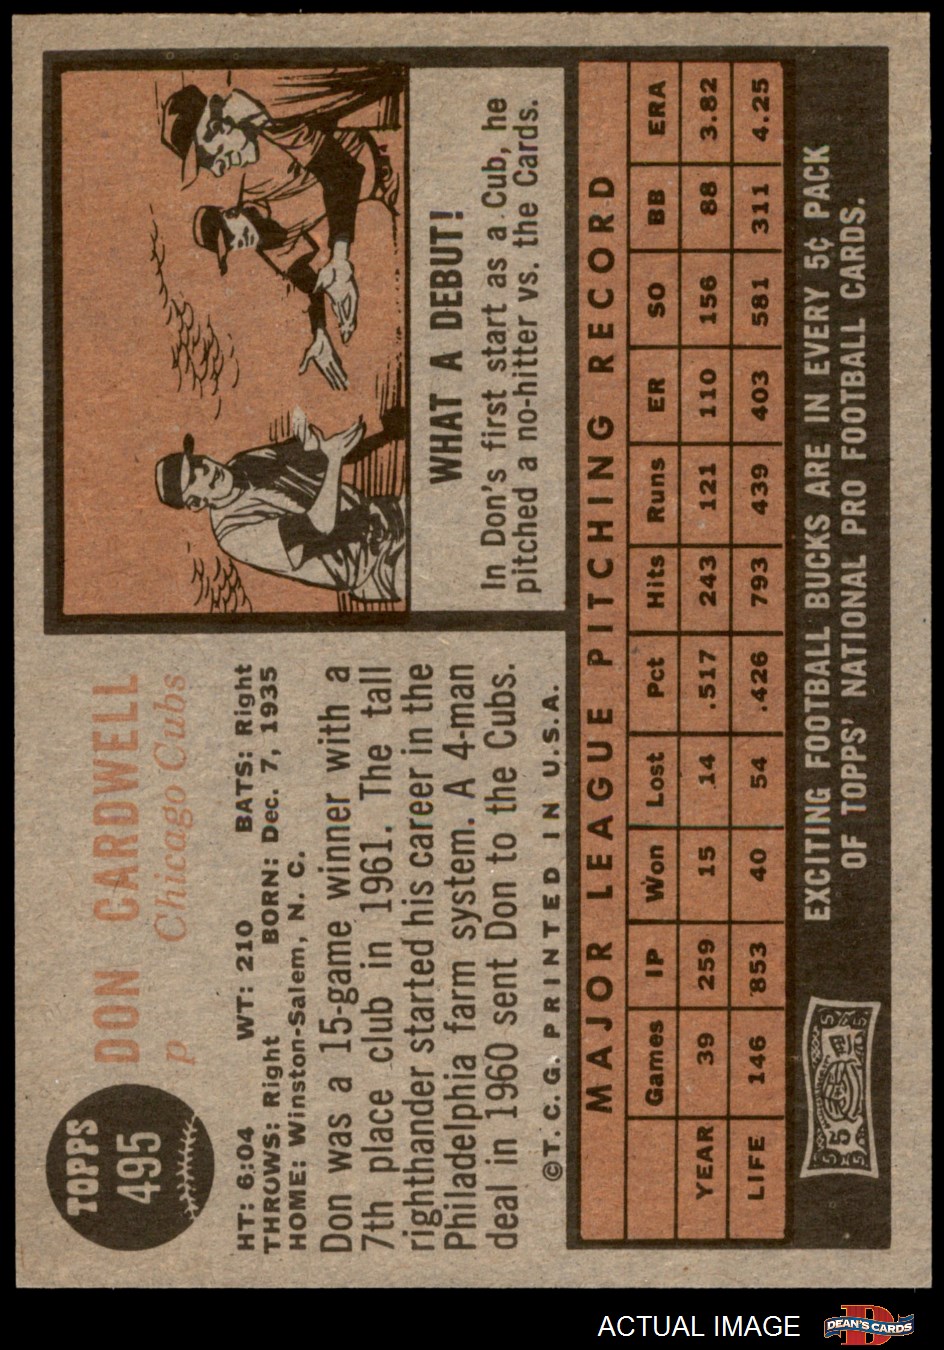 TOPPS
495
DON CARDWELL
p Chicago Cubs
HT: 6:04 WT: 210 BATS: Right
THROWS: Right BORN: Dec. 7, 1935
HOME: Winston-Salem, N. C.
Don was a 15-game winner with a
7th place club in 1961. The tall
righthander started his career in the
Philadelphia farm system. A 4-man
deal in 1960 sent Don to the Cubs.
©T. C. G. PRINTED IN U.S.A.
WHAT A DEBUT!
In Don's first start as a Cub, he
pitched a no-hitter vs. the Cards.
MAJOR LEAGUE PITCHING RECORD
Games IP Won Lost Pct Hits Runs ER SO BB ERA
YEAR 39 259 15 14 .517 243 121 110 156 88 3.82
LIFE 146 853 40 54 .426 793 439 403 581 311 4.25
5 5 5 5
EXCITING FOOTBALL BUCKS ARE IN EVERY 5¢ PACK
OF TOPPS' NATIONAL PRO FOOTBALL CARDS.
ACTUAL IMAGE
D
DEAN'S CARDS